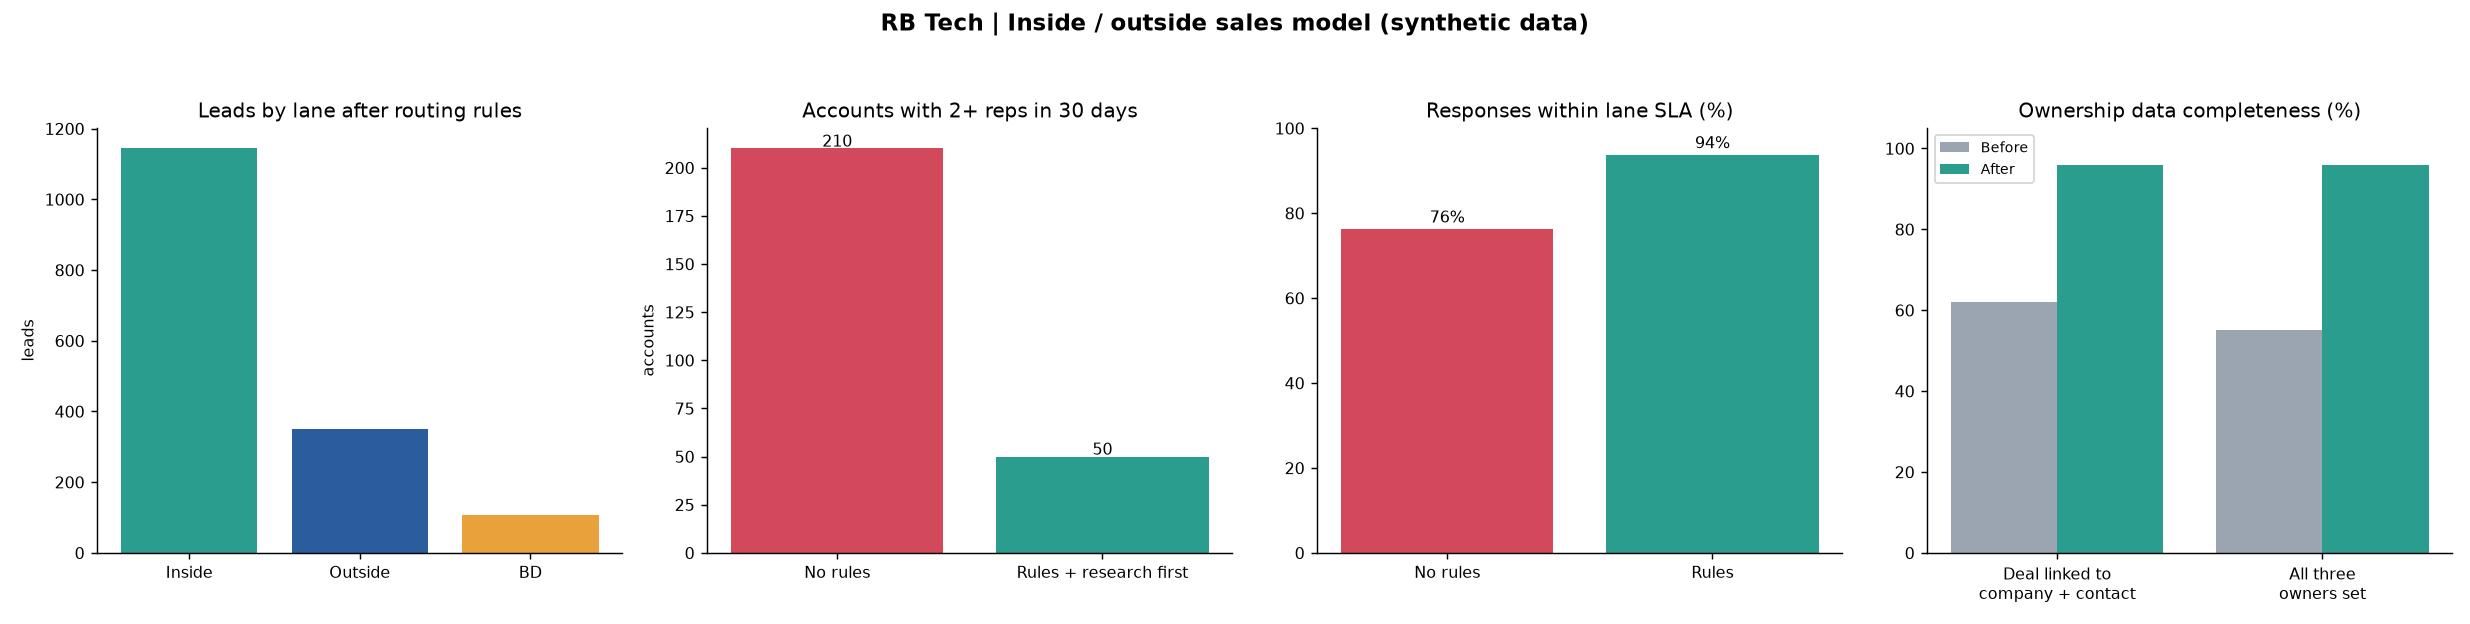 RB Tech | Inside / outside sales model (synthetic data)
Leads by lane after routing rules
leads
1200
1000
800
600
400
200
0
Inside
Outside
BD
Accounts with 2+ reps in 30 days
accounts
200
175
150
125
100
75
50
25
0
210
50
No rules
Rules + research first
Responses within lane SLA (%)
100
80
60
40
20
0
76%
94%
No rules
Rules
Ownership data completeness (%)
100
80
60
40
20
0
Before
After
Deal linked to
company + contact
All three
owners set